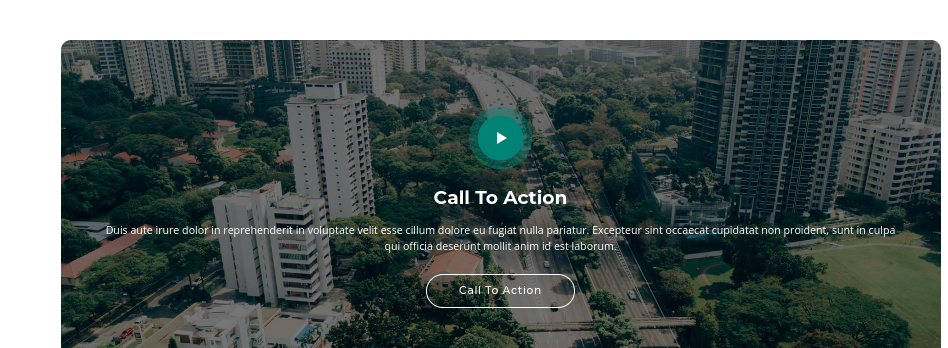 Call To Action
Duis aute irure dolor in reprehenderit in voluptate velit esse cillum dolore eu fugiat nulla pariatur. Excepteur sint occaecat cupidatat non proident, sunt in culpa
qui officia deserunt mollit anim id est laborum.
Call To Action